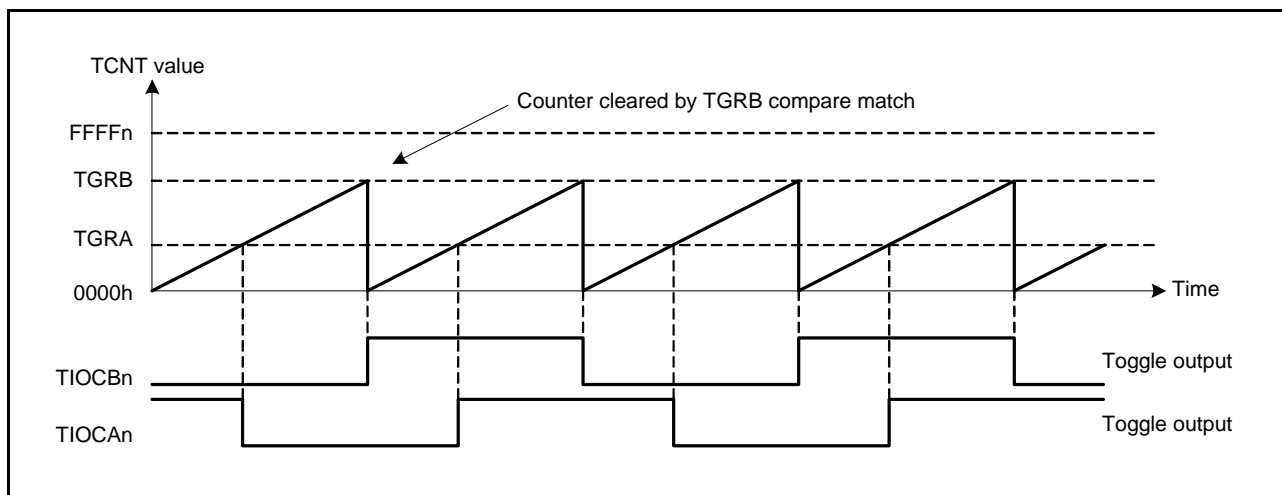 TCNT value
Counter cleared by TGRB compare match
FFFFn
TGRB
TGRA
0000h
Time
TIOCBn
Toggle output
TIOCAn
Toggle output